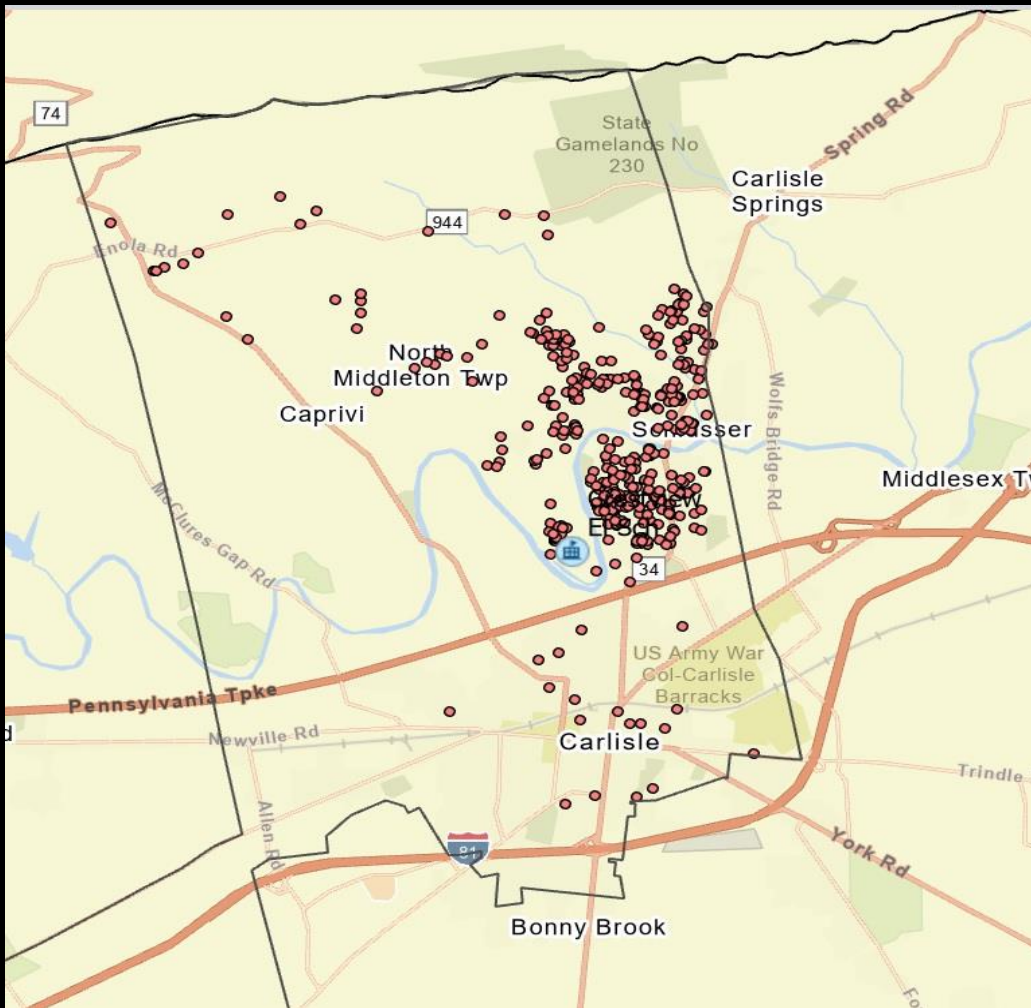 74
State
Gamelands No
230
Spring Rd
Carlisle
Springs
944
Enola Rd
North
Middleton Twp
Caprivi
Schlusser
Wolfs Bridge Rd
Middlesex Tw
McClures Gap Rd
34
US Army War
Col-Carlisle
Barracks
Pennsylvania Tpke
Newville Rd
d
Carlisle
Trindle
Allen Rd
81
York Rd
Bonny Brook
Fo